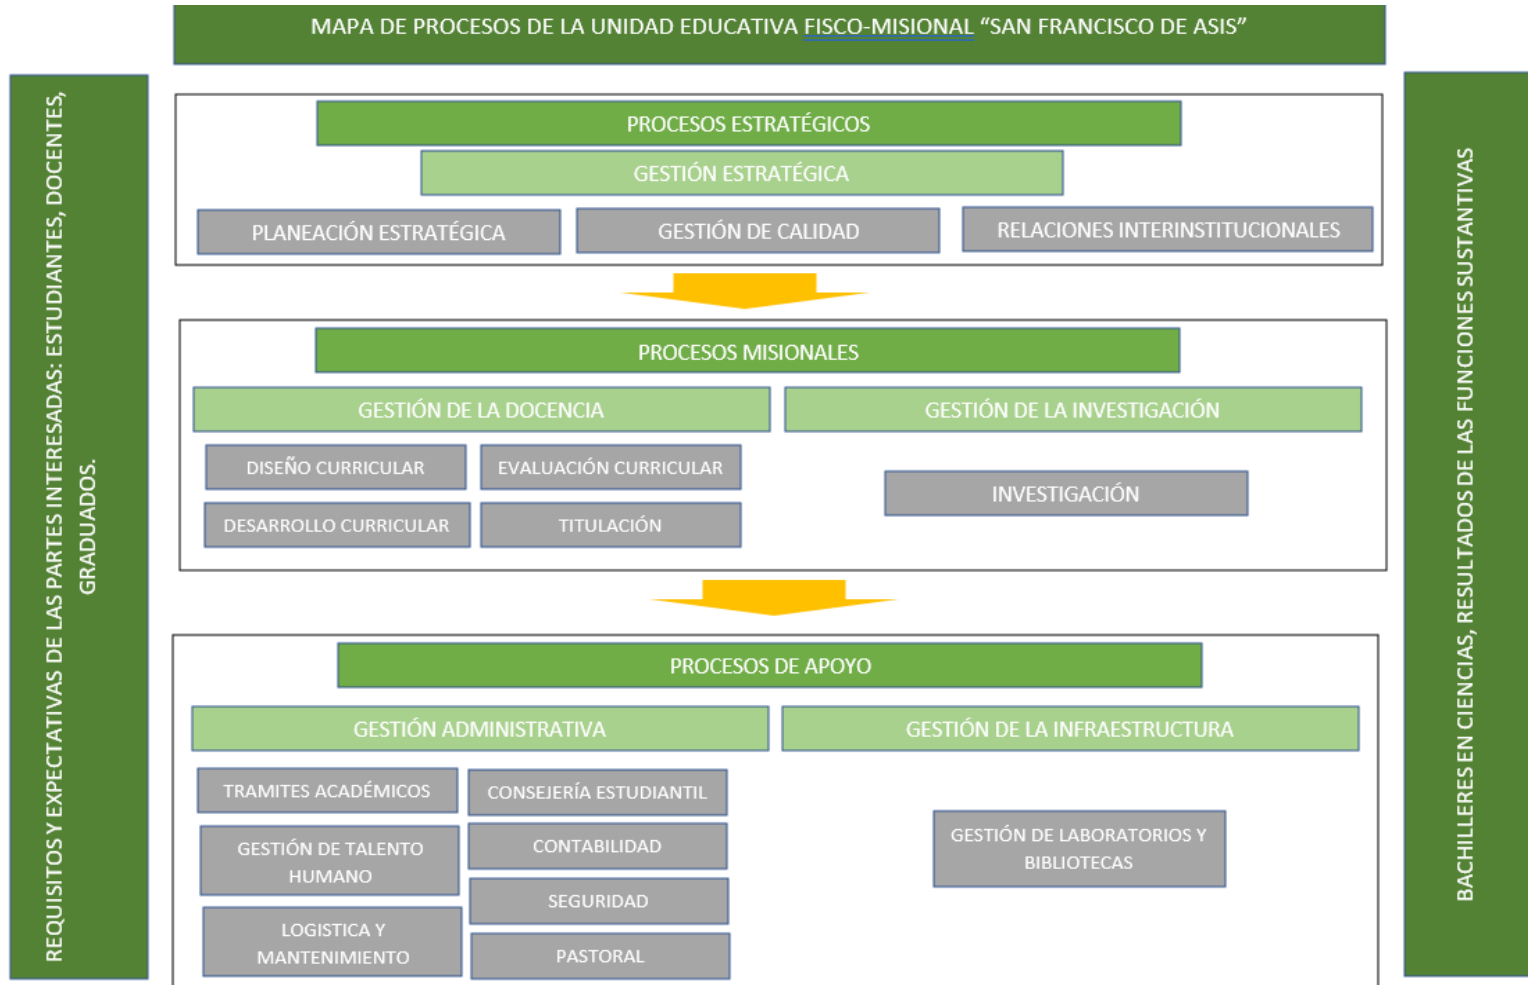 MAPA DE PROCESOS DE LA UNIDAD EDUCATIVA FISCO-MISIONAL “SAN FRANCISCO DE ASIS”
REQUISITOS Y EXPECTATIVAS DE LAS PARTES INTERESADAS: ESTUDIANTES, DOCENTES,
GRADUADOS.
PROCESOS ESTRATÉGICOS
GESTIÓN ESTRATÉGICA
PLANEACIÓN ESTRATÉGICA
GESTIÓN DE CALIDAD
RELACIONES INTERINSTITUCIONALES
PROCESOS MISIONALES
GESTIÓN DE LA DOCENCIA
DISEÑO CURRICULAR
EVALUACIÓN CURRICULAR
DESARROLLO CURRICULAR
TITULACIÓN
GESTIÓN DE LA INVESTIGACIÓN
INVESTIGACIÓN
PROCESOS DE APOYO
GESTIÓN ADMINISTRATIVA
TRAMITES ACADÉMICOS
GESTIÓN DE TALENTO
HUMANO
LOGISTICA Y
MANTENIMIENTO
CONSEJERÍA ESTUDIANTIL
CONTABILIDAD
SEGURIDAD
PASTORAL
GESTIÓN DE LA INFRAESTRUCTURA
GESTIÓN DE LABORATORIOS Y
BIBLIOTECAS
BACHILLERES EN CIENCIAS, RESULTADOS DE LAS FUNCIONES SUSTANTIVAS